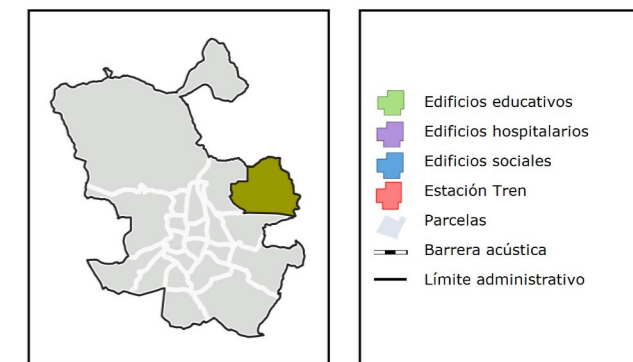 Edificios educativos
Edificios hospitalarios
Edificios sociales
Estación Tren
Parcelas
Barrera acústica
Límite administrativo